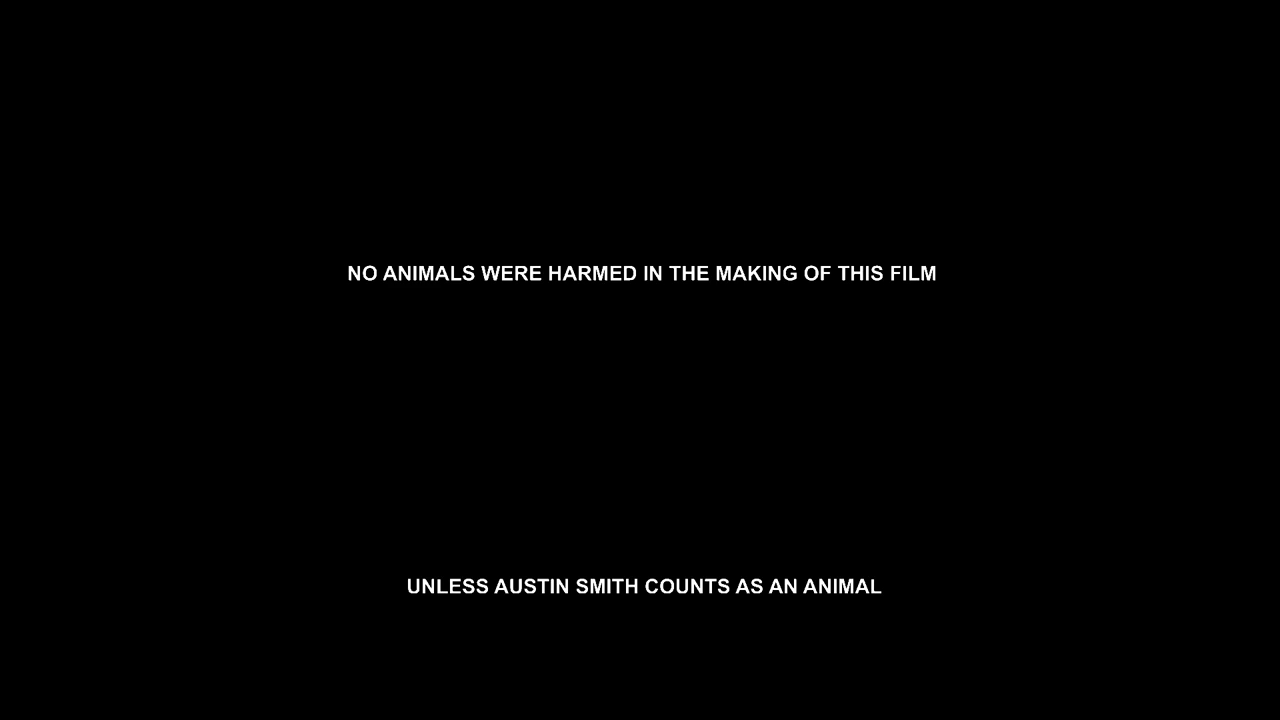 NO ANIMALS WERE HARMED IN THE MAKING OF THIS FILM
UNLESS AUSTIN SMITH COUNTS AS AN ANIMAL